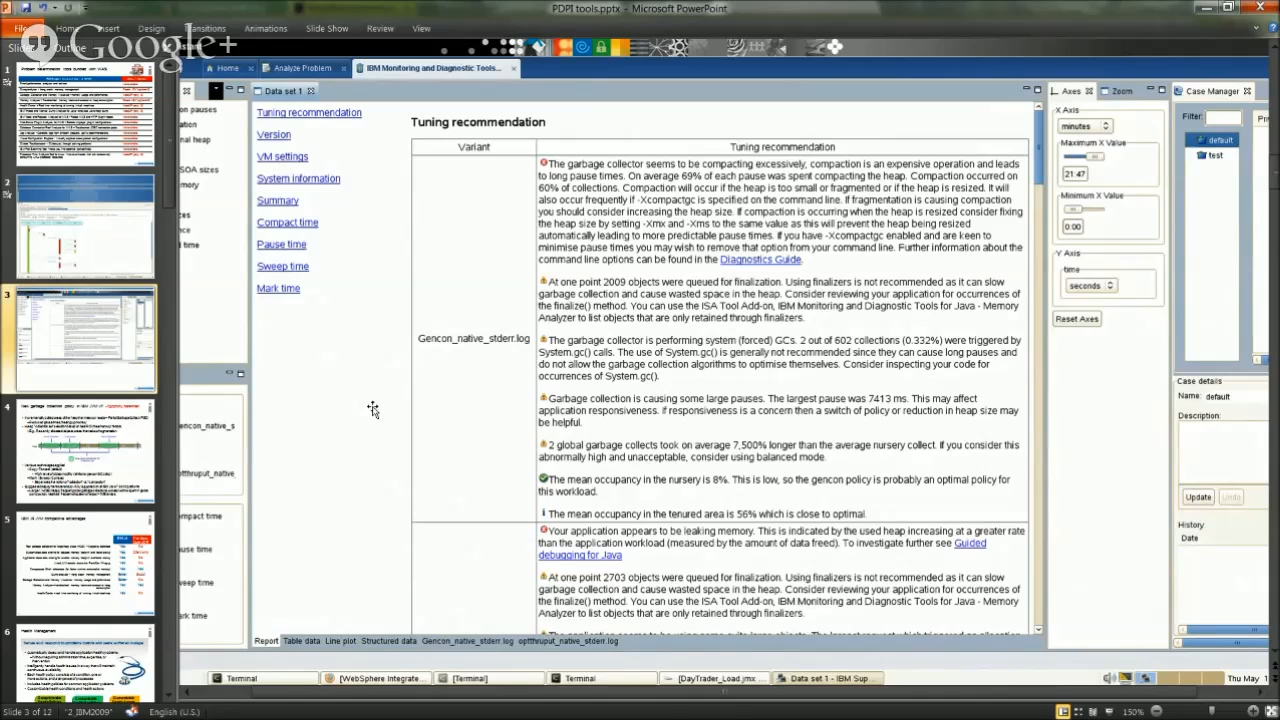 PDPI tools.pptx - Microsoft PowerPoint
File
Home
Insert
Design
Transitions
Animations
Slide Show
Review
View
Google+
Outline
Home
Analyze Problem
IBM Monitoring and Diagnostic Tools...
Data set 1
Axes
Zoom
Case Manager
Tuning recommendation
Version
VM settings
System information
Summary
Compact time
Pause time
Sweep time
Mark time
Tuning recommendation
Variant
Tuning recommendation
The garbage collector seems to be compacting excessively, compaction is an expensive operation and leads
to long pause times. On average 69% of each pause was spent compacting the heap. Compaction occurred on
60% of collections. Compaction will occur if the heap is too small or fragmented or if the heap is resized. It will
also occur frequently if -Xcompactgc is specified on the command line. If fragmentation is causing compaction
you should consider increasing the heap size if compaction is occurring when the heap is resized consider fixing
the heap size by setting -Xmx and -Xms to the same value as this will prevent the heap being resized
automatically leading to more predictable pause times. If you have -Xcompactgc enabled and are keen to
minimise pause times you may wish to remove that option from your command line. Further information about the
command line options can be found in the Diagnostics Guide.
At one point 2009 objects were queued for finalization. Using finalizers is not recommended as it can slow
garbage collection and cause wasted space in the heap. Consider reviewing your application for occurrences of
the finalize() method. You can use the ISA Tool Add-on, IBM Monitoring and Diagnostic Tools for Java - Memory
Analyzer to list objects that are only retained through finalizers.
Gencon_native_stderr.log
The garbage collector is performing system (forced) GCs. 2 out of 602 collections (0.332%) were triggered by
System.gc() calls. The use of System.gc() is generally not recommended since they can cause long pauses and
do not allow the garbage collection algorithms to optimise themselves. Consider inspecting your code for
occurrences of System.gc().
Garbage collection is causing some large pauses. The largest pause was 7413 ms. This may affect
application responsiveness. If responsiveness is a concern then a switch of policy or reduction in heap size may
be helpful.
2 global garbage collects took on average 7,500% longer than the average nursery collect. If you consider this
abnormally high and unacceptable, consider using balanced mode.
The mean occupancy in the nursery is 8%. This is low, so the gencon policy is probably an optimal policy for
this workload.
The mean occupancy in the tenured area is 56% which is close to optimal.
Your application appears to be leaking memory. This is indicated by the used heap increasing at a greater rate
than the application workload (measured by the amount of data freed). To investigate further see Guided
debugging for Java
At one point 2703 objects were queued for finalization. Using finalizers is not recommended as it can slow
garbage collection and cause wasted space in the heap. Consider reviewing your application for occurrences of
the finalize() method. You can use the ISA Tool Add-on, IBM Monitoring and Diagnostic Tools for Java - Memory
Analyzer to list objects that are only retained through finalizers.
Report
Table data
Line plot
Structured data
Gencon_native_stderr.log
optthruput_native_stderr.log
X Axis
minutes
Maximum X Value
21:47
Minimum X Value
0:00
Y Axis
time
seconds
Reset Axes
Filter:
default
test
Case details
Name: default
Description:
Update
Undo
History
Date
Terminal
[WebSphere Integrate...
[Terminal]
Terminal
[DayTrader_Load.jmx...
Data set 1 -- IBM Sup...
Thu May 1
Slide 3 of 12
"2_IBM2009"
English (U.S.)
150%